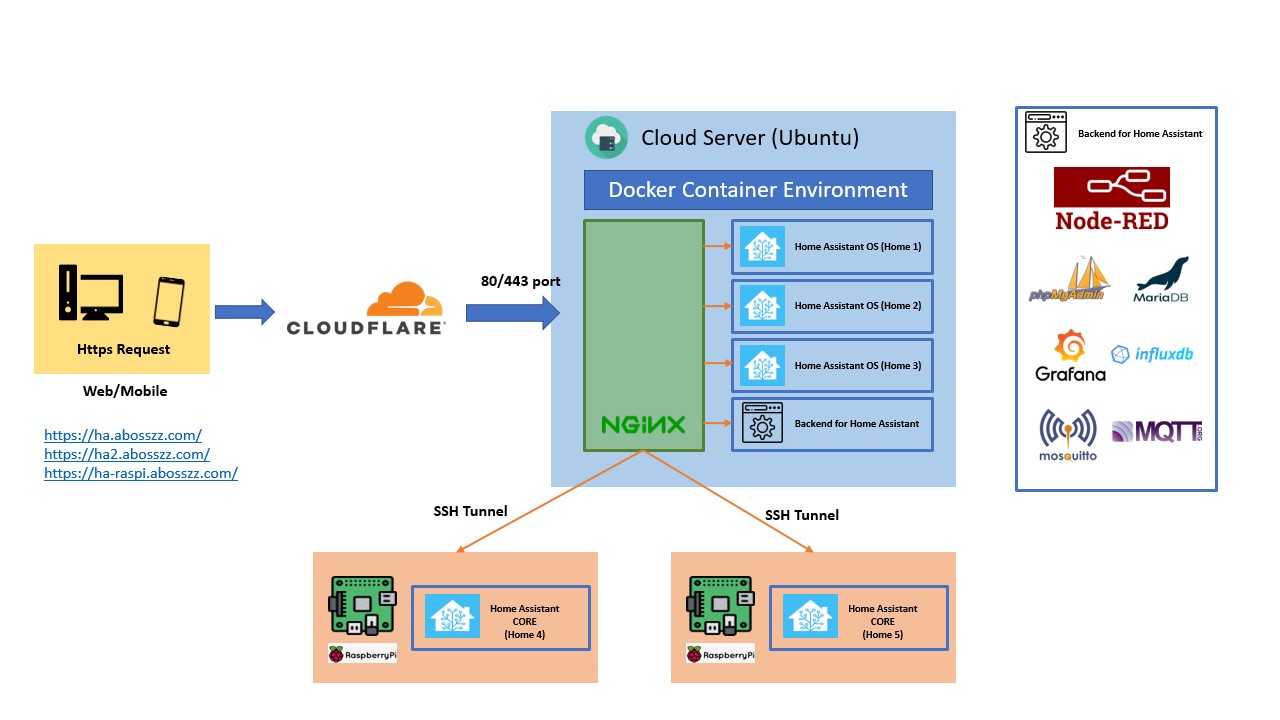 Cloud Server (Ubuntu)
Docker Container Environment
Home Assistant OS (Home 1)
Home Assistant OS (Home 2)
Home Assistant OS (Home 3)
Backend for Home Assistant
NGINX
80/443 port
CLOUDFLARE
Https Request
Web/Mobile
https://ha.abosszz.com/
https://ha2.abosszz.com/
https://ha-raspi.abosszz.com/
SSH Tunnel
SSH Tunnel
RaspberryPi
Home Assistant
CORE
(Home 4)
RaspberryPi
Home Assistant
CORE
(Home 5)
Backend for Home Assistant
Node-RED
phpMyAdmin
MariaDB
Grafana
influxdb
mosquitto
MQTT.ORG